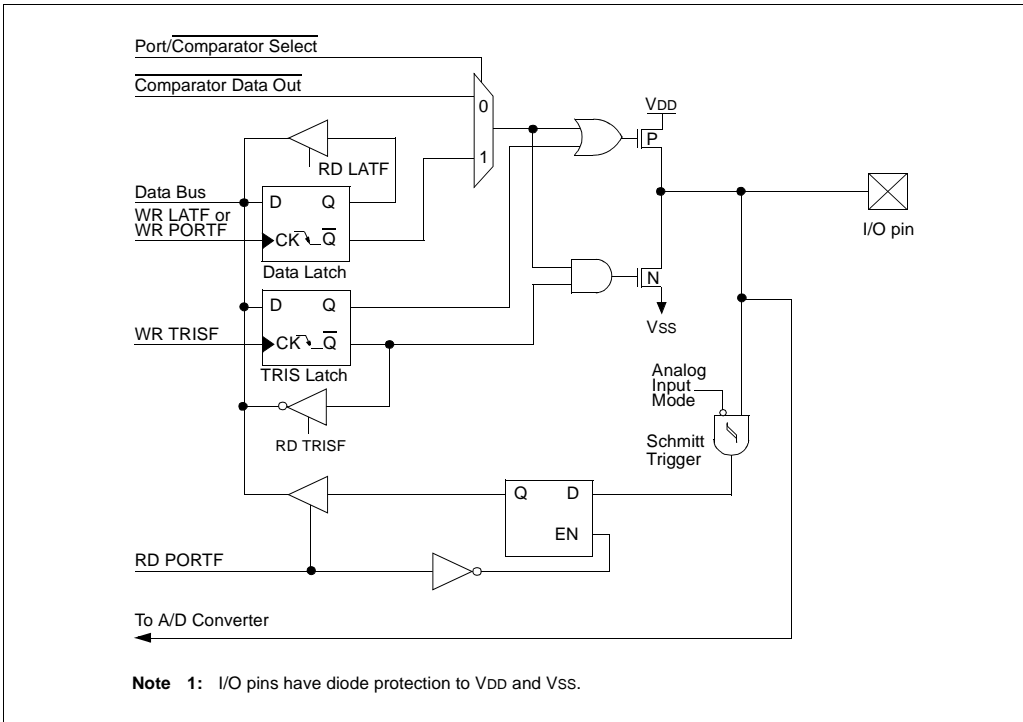 Port/Comparator Select
Comparator Data Out
0
1
VDD
P
RD LATF
Data Bus
D Q
WR LATF or
WR PORTF
CK Q
Data Latch
I/O pin
N
VSS
D Q
WR TRISF
CK Q
TRIS Latch
Analog
Input
Mode
RD TRISF
Schmitt
Trigger
Q D
EN
RD PORTF
To A/D Converter
Note 1: I/O pins have diode protection to VDD and VSS.